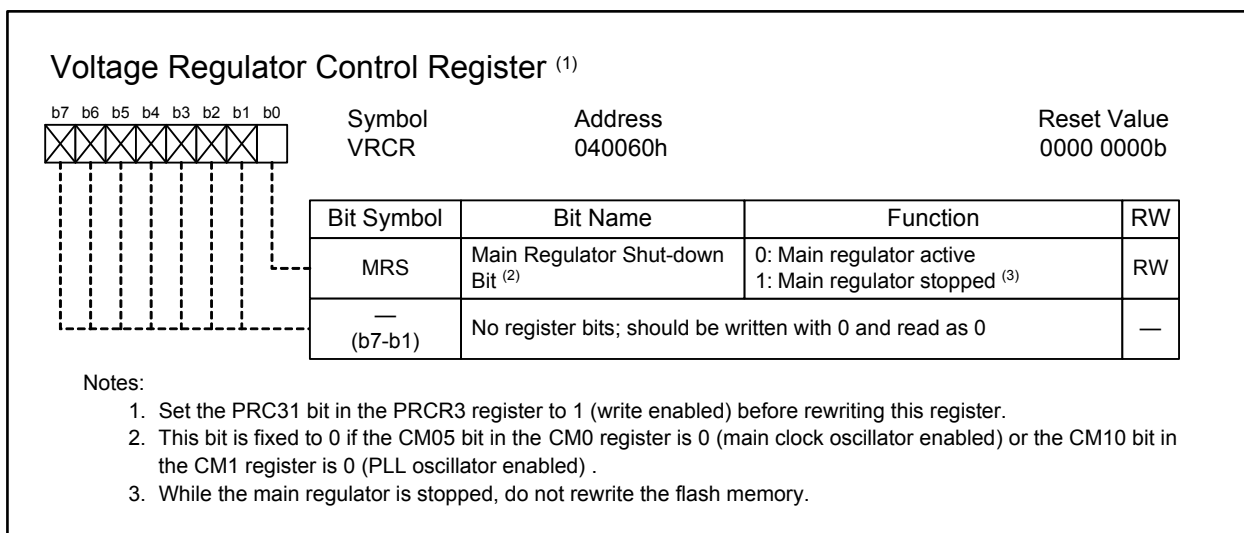 Voltage Regulator Control Register (1)
b7 b6 b5 b4 b3 b2 b1 b0
Symbol Address Reset Value
VRCR 040060h 0000 0000b
Bit Symbol Bit Name Function RW
MRS Main Regulator Shut-down Bit (2) 0: Main regulator active
1: Main regulator stopped (3) RW
—
(b7-b1) No register bits; should be written with 0 and read as 0 —
Notes:
1. Set the PRC31 bit in the PRCR3 register to 1 (write enabled) before rewriting this register.
2. This bit is fixed to 0 if the CM05 bit in the CM0 register is 0 (main clock oscillator enabled) or the CM10 bit in
the CM1 register is 0 (PLL oscillator enabled) .
3. While the main regulator is stopped, do not rewrite the flash memory.